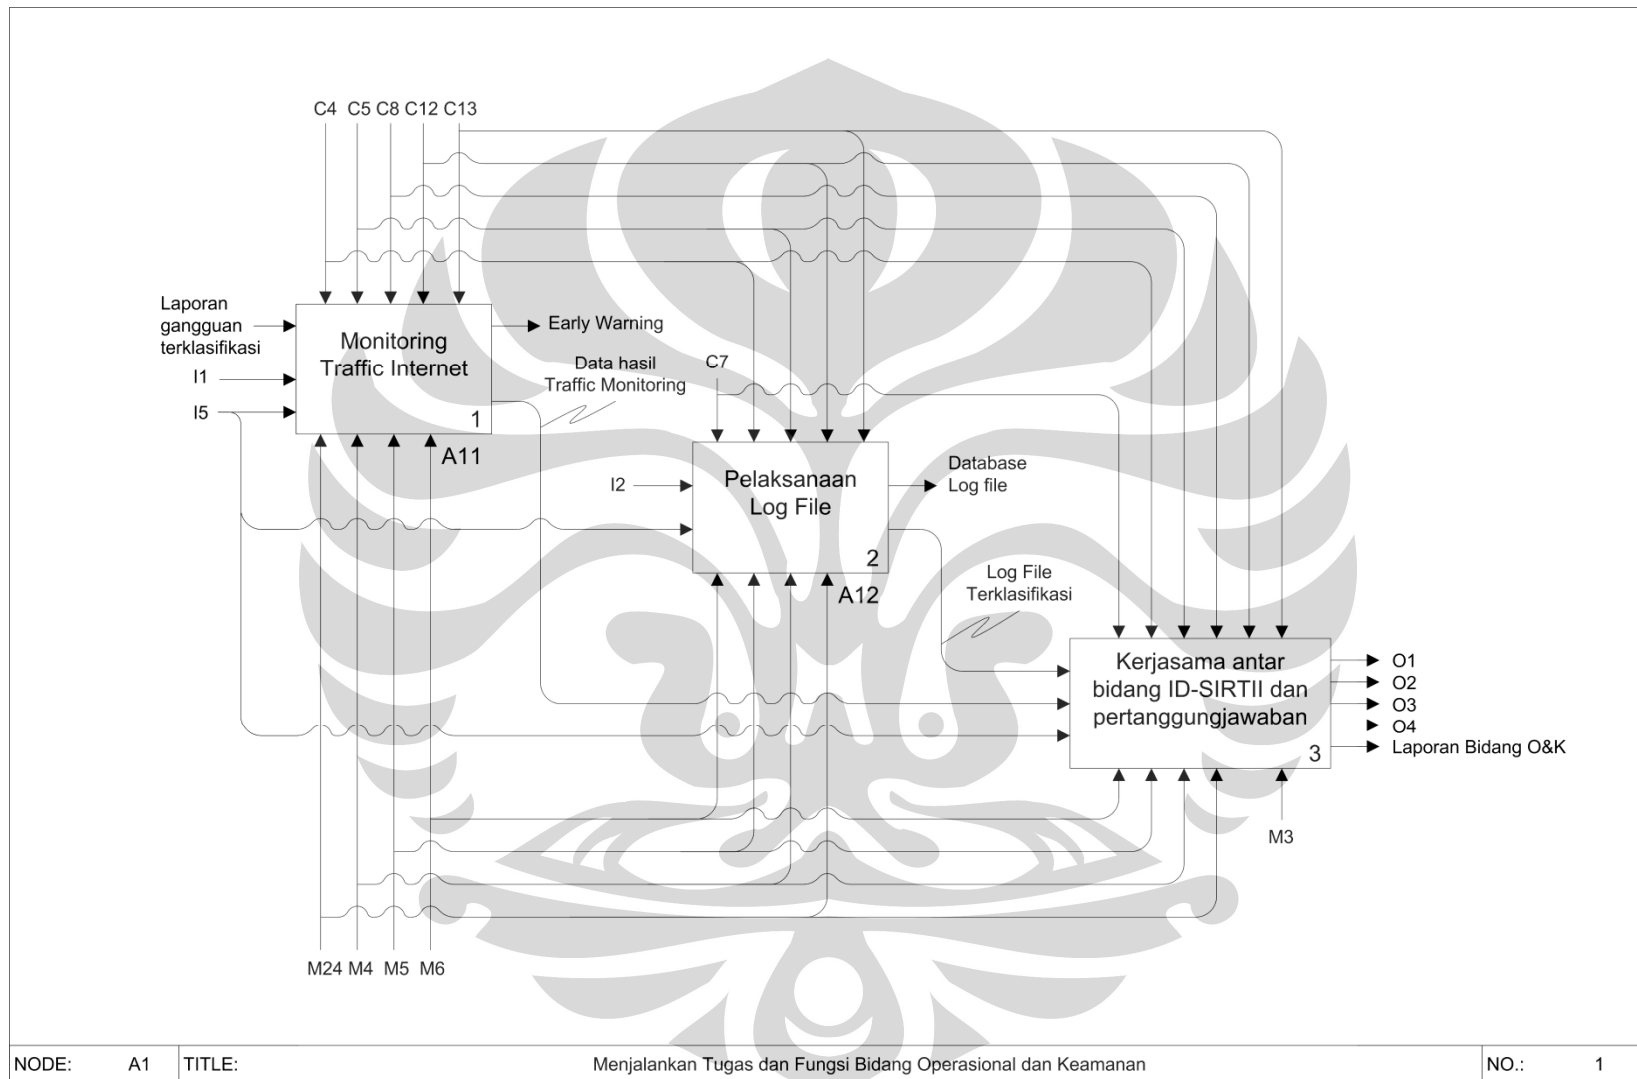 C4 C5 C8 C12 C13
Laporan
gangguan
terklasifikasi
I1
I5
Monitoring
Traffic Internet
1
A11
Early Warning
Data hasil
Traffic Monitoring
C7
I2
Pelaksanaan
Log File
2
A12
Database
Log file
Log File
Terklasifikasi
Kerjasama antar
bidang ID-SIRTII dan
pertanggungjawaban
3
O1
O2
O3
O4
Laporan Bidang O&K
M3
M24 M4 M5 M6
NODE: A1 TITLE: Menjalankan Tugas dan Fungsi Bidang Operasional dan Keamanan NO.: 1